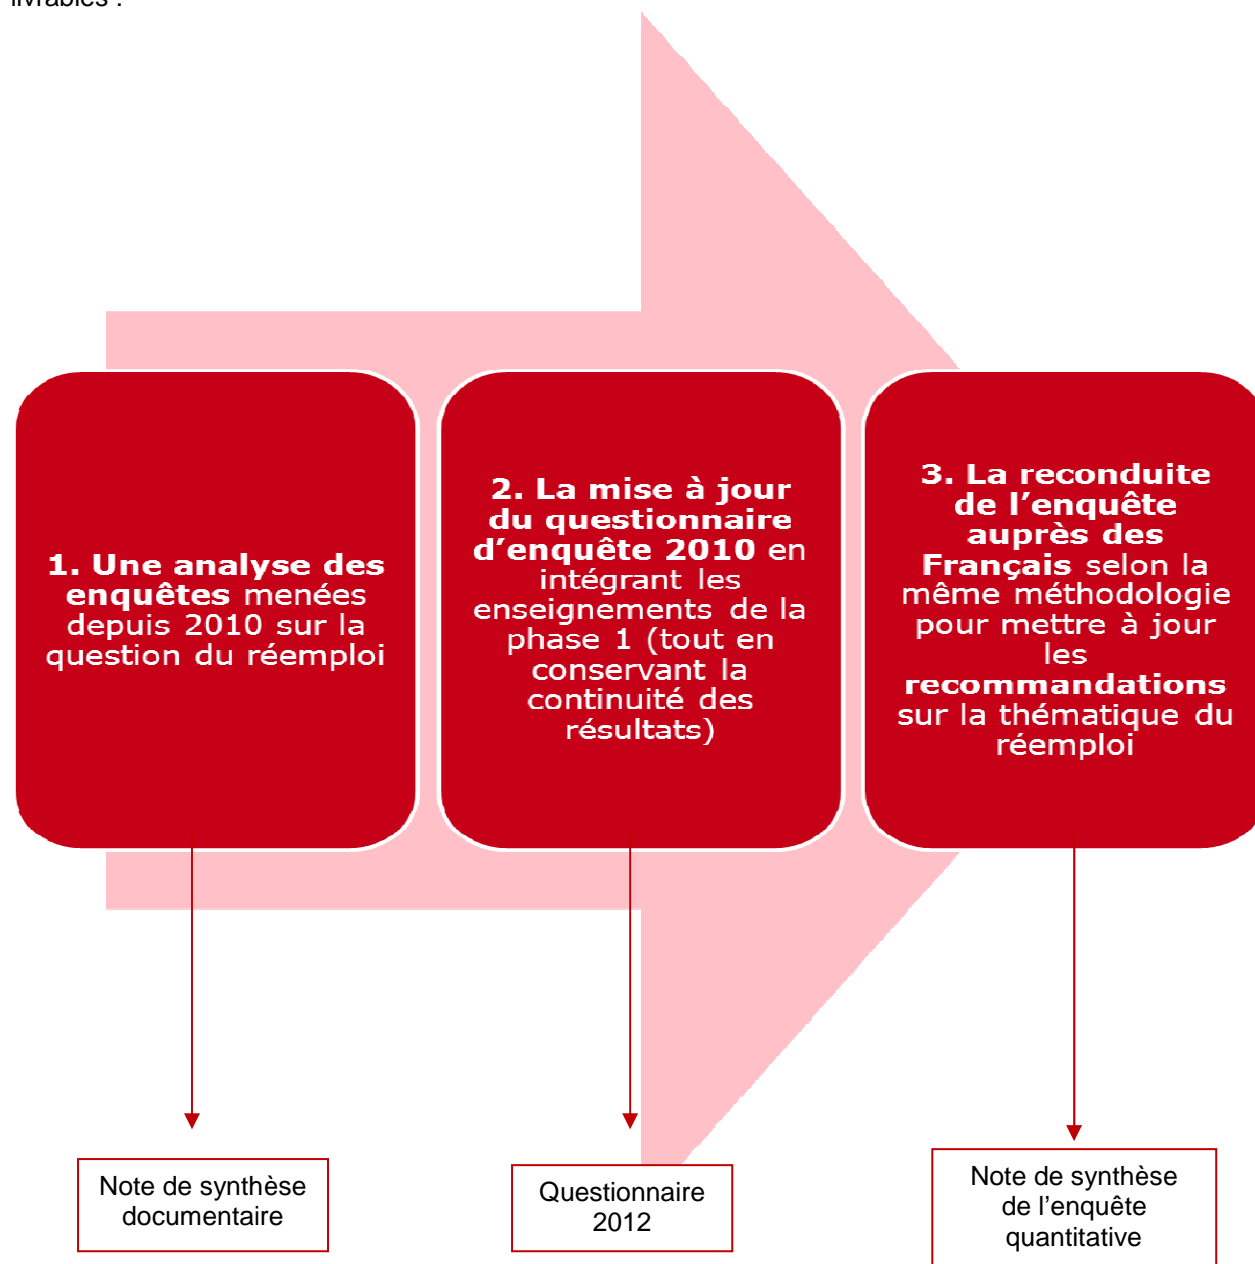 livrables :
1. Une analyse des
enquêtes menées
depuis 2010 sur la
question du réemploi
2. La mise à jour
du questionnaire
d'enquête 2010 en
intégrant les
enseignements de la
phase 1 (tout en
conservant la
continuité des
résultats)
3. La reconduite
de l'enquête
auprès des
Français selon la
même méthodologie
pour mettre à jour
les
recommandations
sur la thématique du
réemploi
Note de synthèse
documentaire
Questionnaire
2012
Note de synthèse
de l'enquête
quantitative